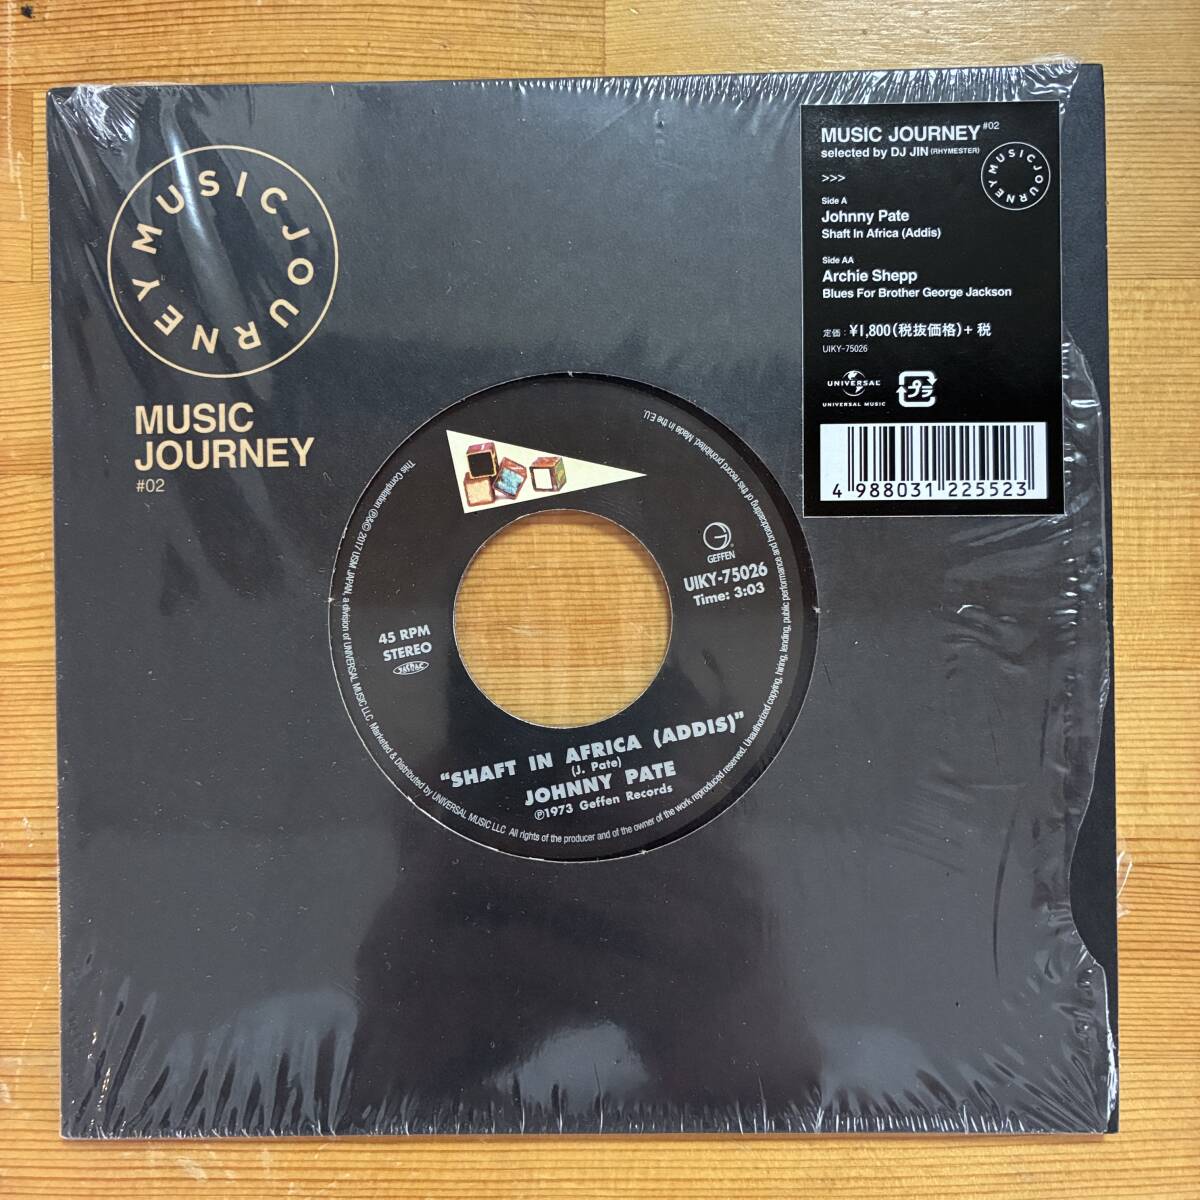 MUSIC JOURNEY
MUSIC
JOURNEY
#02
MUSIC JOURNEY #02
selected by DJ JIN (RHYMESTER)
>>>
MUSIC JOURNEY
Side A
Johnny Pate
Shaft In Africa (Addis)
Side AA
Archie Shepp
Blues For Brother George Jackson
定価:¥1,800(税抜価格)+税
UIKY-75026
UNIVERSAL
UNIVERSAL MUSIC
プラ
4 988031 225523
GEFFEN
UIKY-75026
Time: 3:03
45 RPM
STEREO
JASRAC
"SHAFT IN AFRICA (ADDIS)"
(J. Pate)
JOHNNY PATE
℗1973 Geffen Records
This Compilation ℗&© 2017 USM JAPAN, a division of UNIVERSAL MUSIC LLC Marketed & Distributed by UNIVERSAL MUSIC LLC All rights of the producer and of the owner of the work reproduced reserved. Unauthorized copying, hiring, lending, public performance and broadcasting of this record prohibited. Made in the E.U.